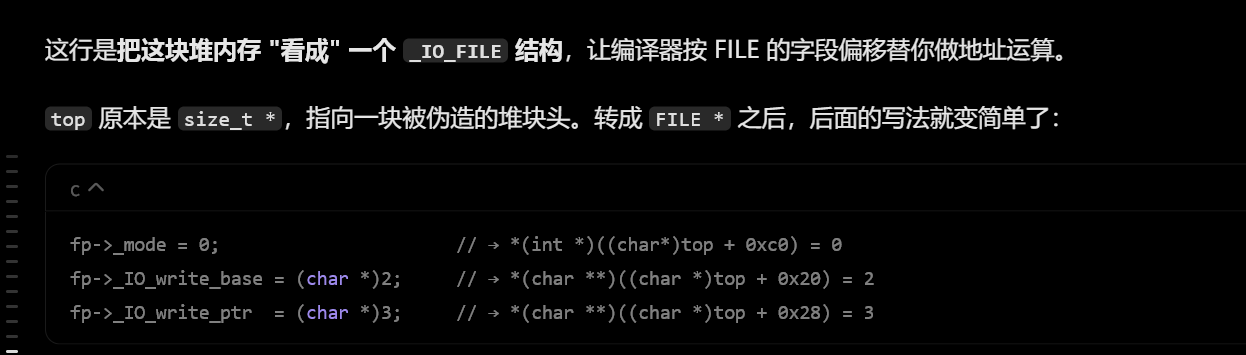 这行是把这块堆内存 "看成" 一个 _IO_FILE 结构，让编译器按 FILE 的字段偏移替你做地址运算。
top 原本是 size_t *，指向一块被伪造的堆块头。转成 FILE * 之后，后面的写法就变简单了：
c
fp->_mode = 0;                      // → *(int *)((char*)top + 0xc0) = 0
fp->_IO_write_base = (char *)2;     // → *(char **)((char *)top + 0x20) = 2
fp->_IO_write_ptr  = (char *)3;     // → *(char **)((char *)top + 0x28) = 3